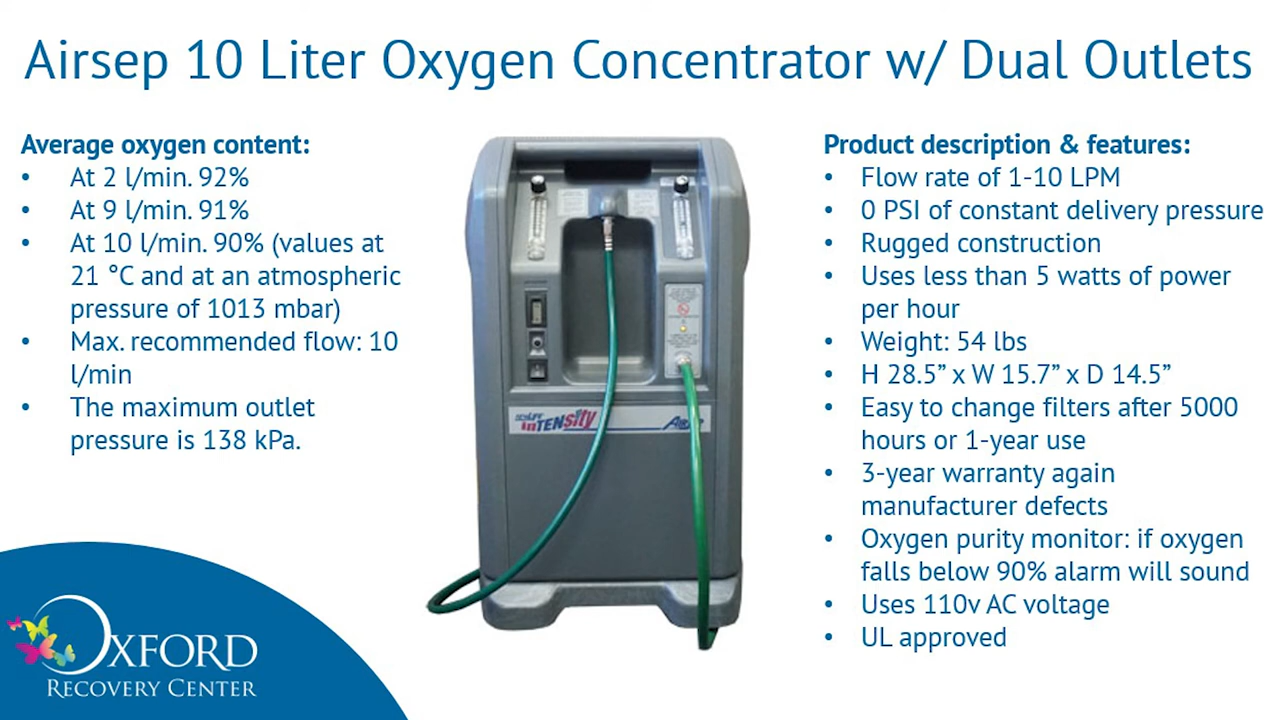 Airsep 10 Liter Oxygen Concentrator w/ Dual Outlets
Average oxygen content:
• At 2 l/min. 92%
• At 9 l/min. 91%
• At 10 l/min. 90% (values at
21 °C and at an atmospheric
pressure of 1013 mbar)
• Max. recommended flow: 10
l/min
• The maximum outlet
pressure is 138 kPa.
Product description & features:
• Flow rate of 1-10 LPM
• 0 PSI of constant delivery pressure
• Rugged construction
• Uses less than 5 watts of power
per hour
• Weight: 54 lbs
• H 28.5” x W 15.7” x D 14.5”
• Easy to change filters after 5000
hours or 1-year use
• 3-year warranty again
manufacturer defects
• Oxygen purity monitor: if oxygen
falls below 90% alarm will sound
• Uses 110v AC voltage
• UL approved
INTENSITY
OXFORD
RECOVERY CENTER